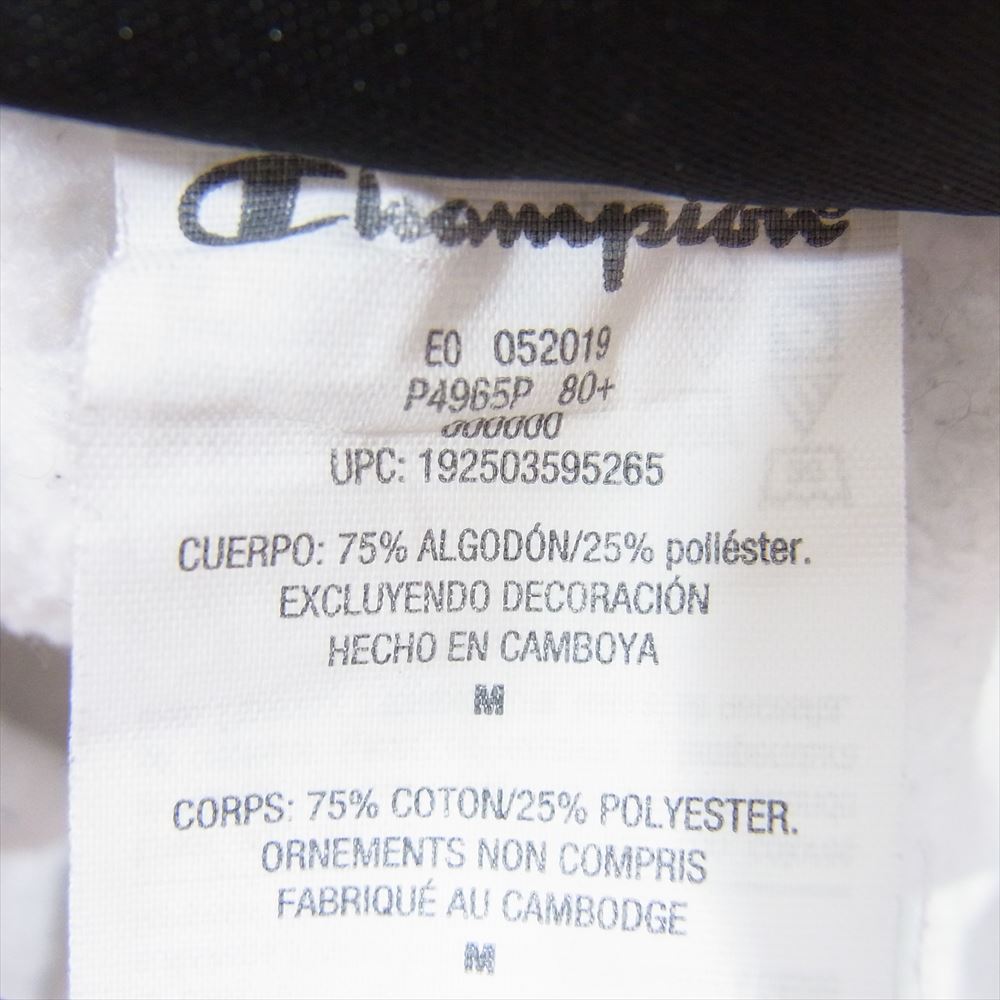 Champion
E0 052019
P4965P 80+
000000
UPC: 192503595265
CUERPO: 75% ALGODÓN/25% poliéster.
EXCLUYENDO DECORACIÓN
HECHO EN CAMBOYA
M
CORPS: 75% COTON/25% POLYESTER.
ORNEMENTS NON COMPRIS
FABRIQUÉ AU CAMBODGE
M